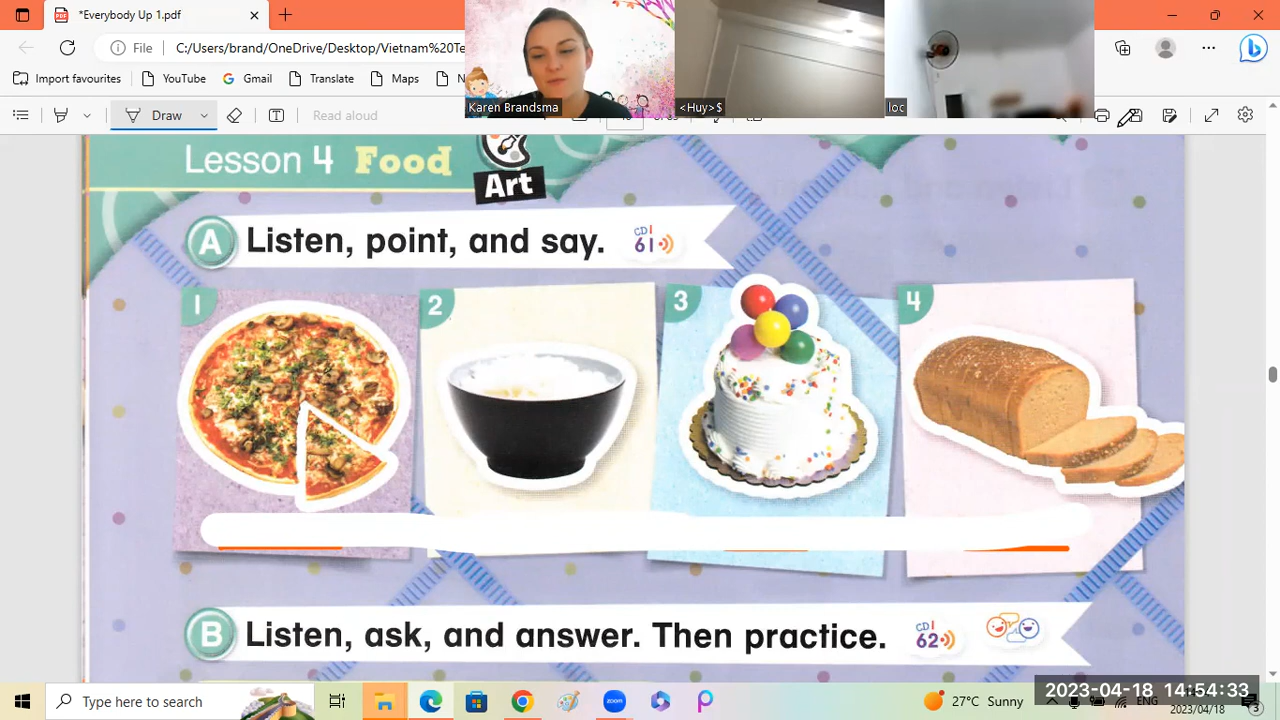 *Everybody Up 1.pdf
File
C:/Users/brand/OneDrive/Desktop/Vietnam%20Te
Import favourites
YouTube
Gmail
Translate
Maps
N
Draw
Read aloud
Karen Brandsma
<Huy>$
loc
Lesson 4 Food
Art
A Listen, point, and say.
CD1
61
1
2
3
4
B Listen, ask, and answer. Then practice.
CD1
62
Type here to search
27°C Sunny
ENG
2023-04-18 14:54:33
2023/04/18
3